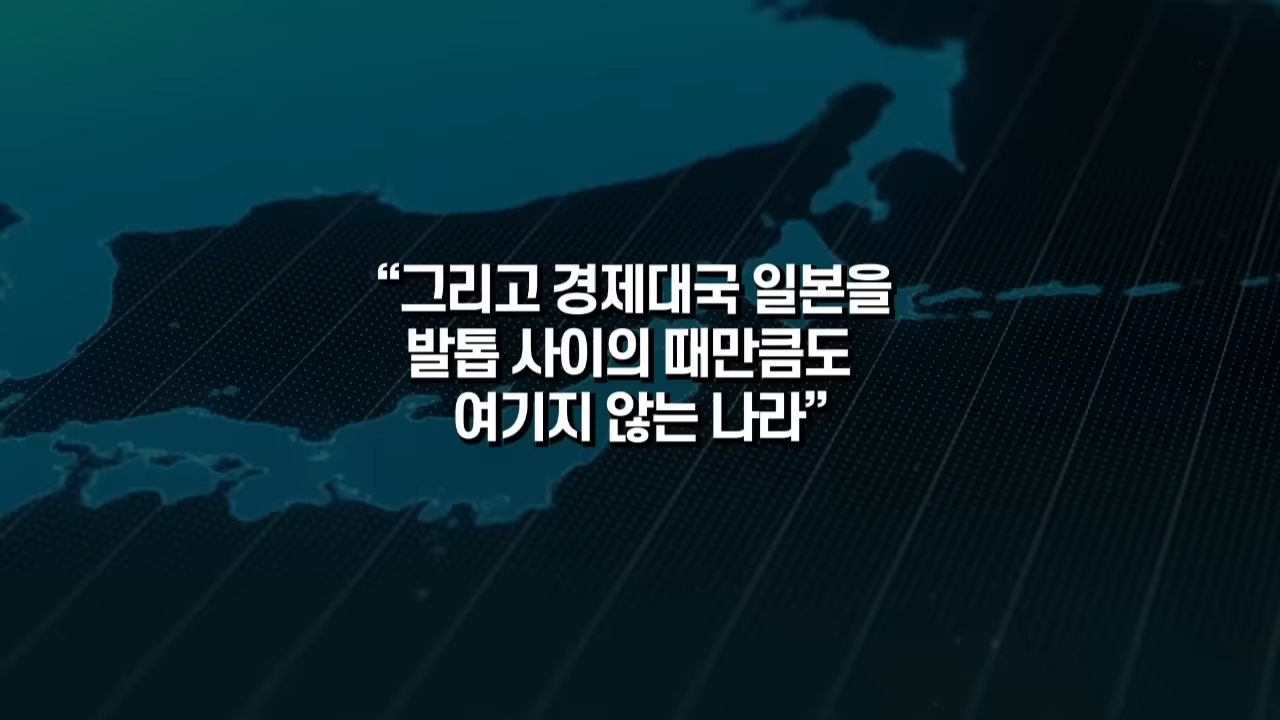 “그리고 경제대국 일본을
발톱 사이의 때만큼도
여기지 않는 나라”